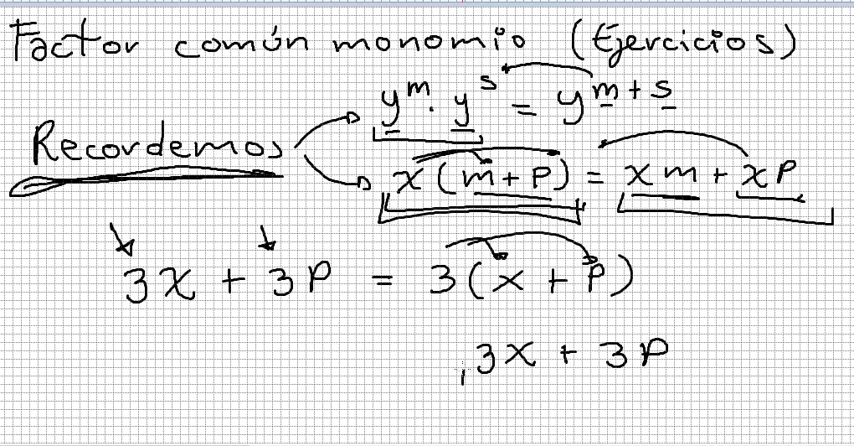 Factor común monomio (Ejercicios)
y^m · y^s = y^{m+s}
Recordemos
x(m+p) = xm + xp
3x + 3p = 3(x + p)
3x + 3p